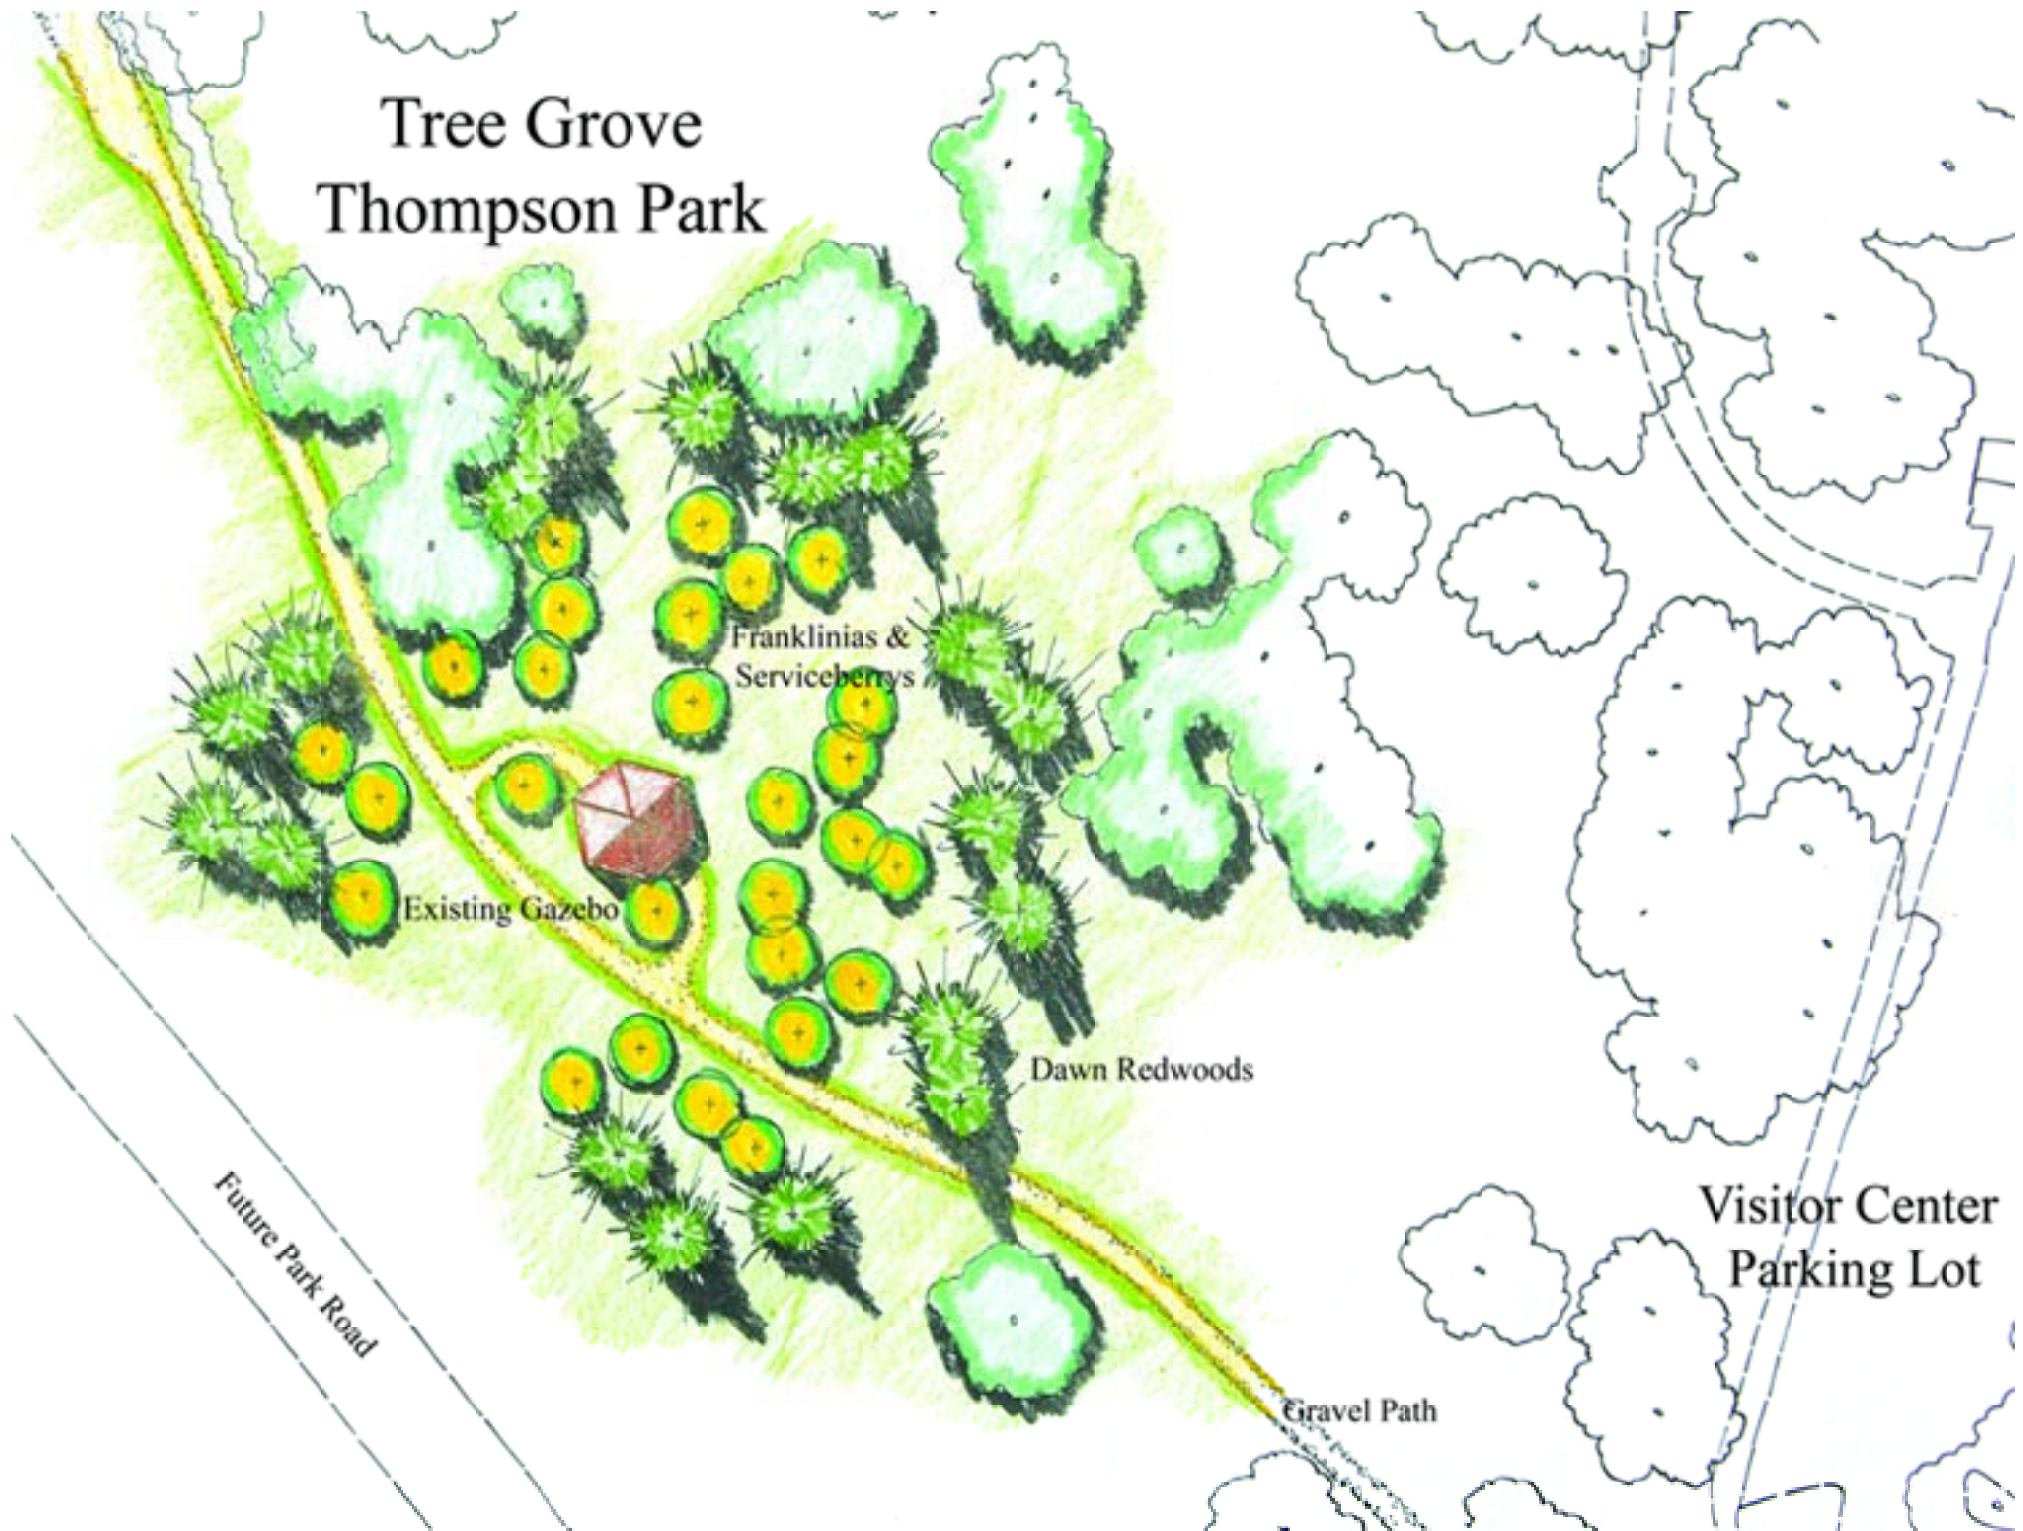 Tree Grove
Thompson Park
Franklinias &
Serviceberrys
Existing Gazebo
Dawn Redwoods
Future Park Road
Visitor Center
Parking Lot
Gravel Path